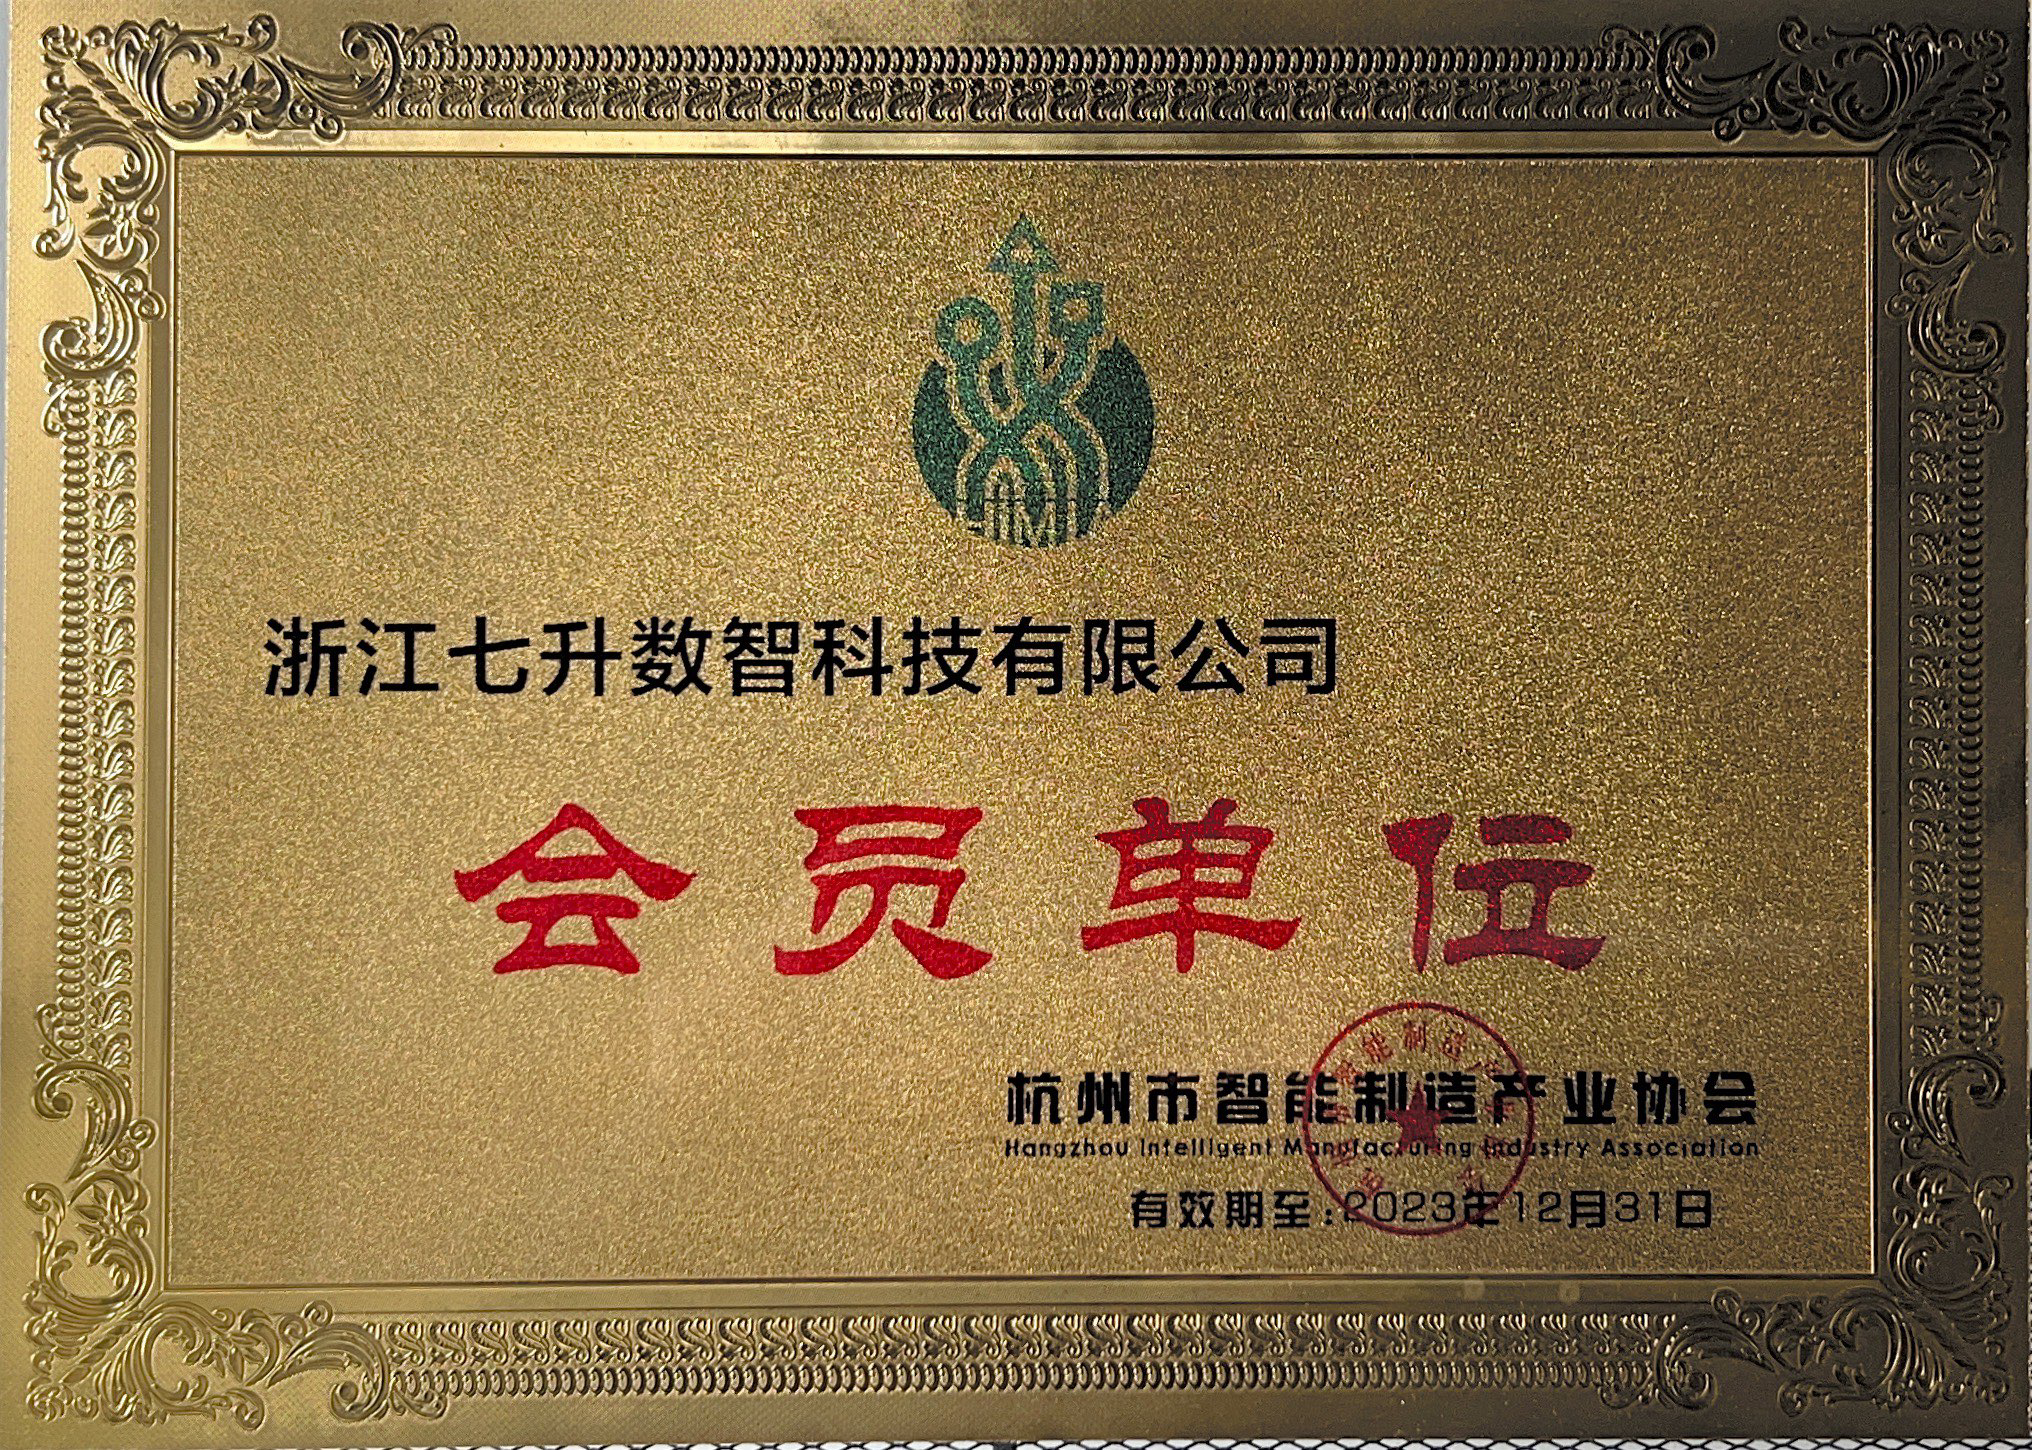 HIMIA
浙江七升数智科技有限公司
会员单位
杭州市智能制造产业协会
Hangzhou Intelligent Manufacturing Industry Association
有效期至:2023年12月31日